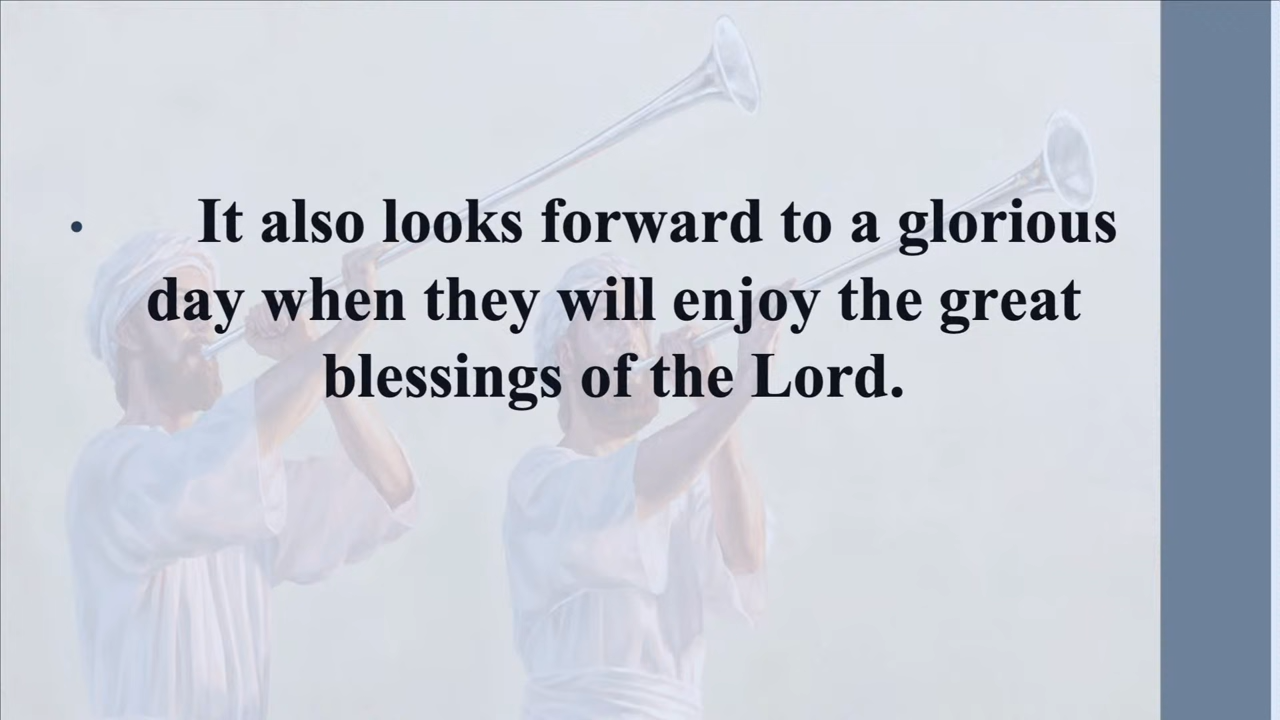 • It also looks forward to a glorious
day when they will enjoy the great
blessings of the Lord.